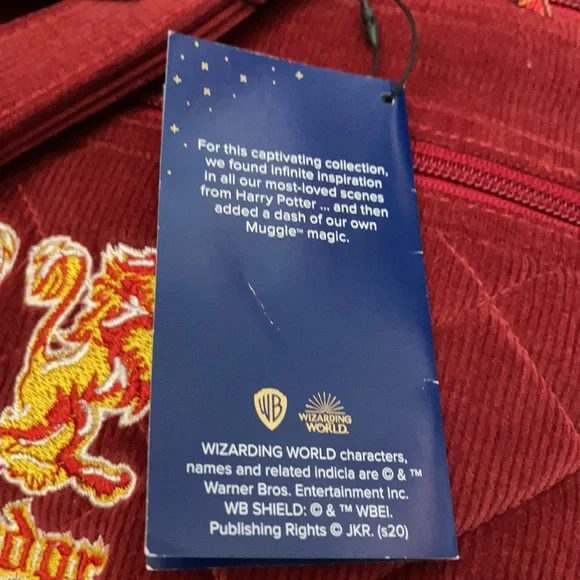 For this captivating collection,
we found infinite inspiration
in all our most-loved scenes
from Harry Potter ... and then
added a dash of our own
Muggle™ magic.
WB
WIZARDING
WORLD
WIZARDING WORLD characters,
names and related indicia are © & ™
Warner Bros. Entertainment Inc.
WB SHIELD: © & ™ WBEI.
Publishing Rights © JKR. (s20)
dor